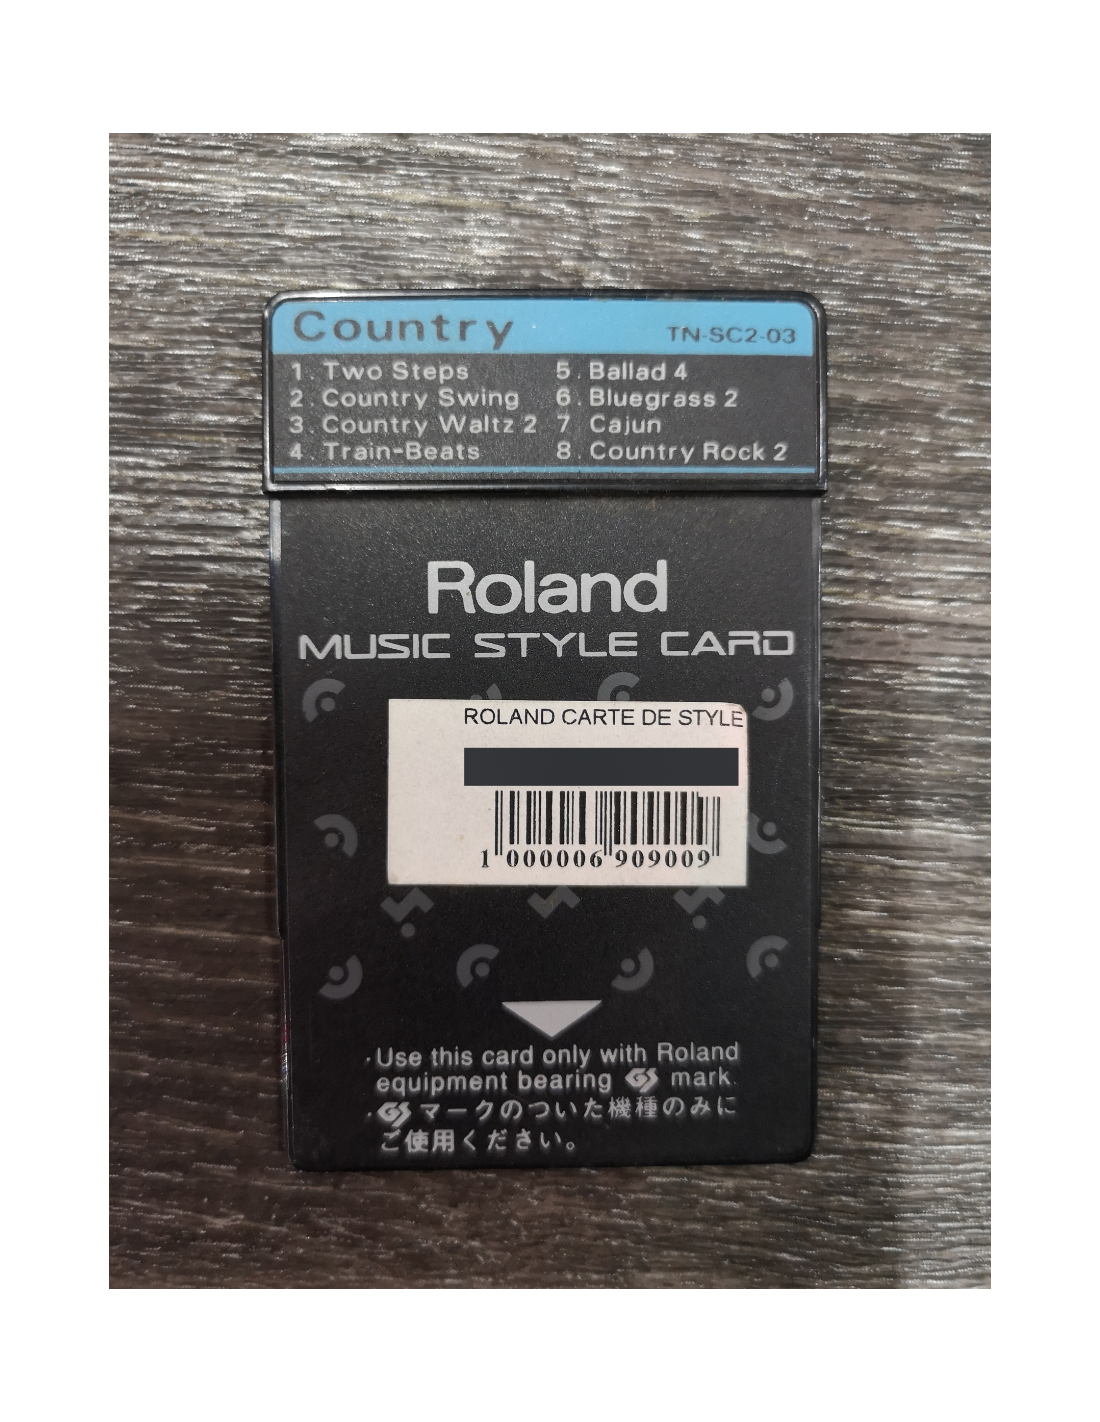 Country TN-SC2-03
1. Two Steps 5. Ballad 4
2. Country Swing 6. Bluegrass 2
3. Country Waltz 2 7 Cajun
4. Train-Beats 8. Country Rock 2
Roland
MUSIC STYLE CARD
ROLAND CARTE DE STYLE
1 000006 909009
·Use this card only with Roland
equipment bearing GS mark.
·GS マークのついた機種のみに
ご使用ください。